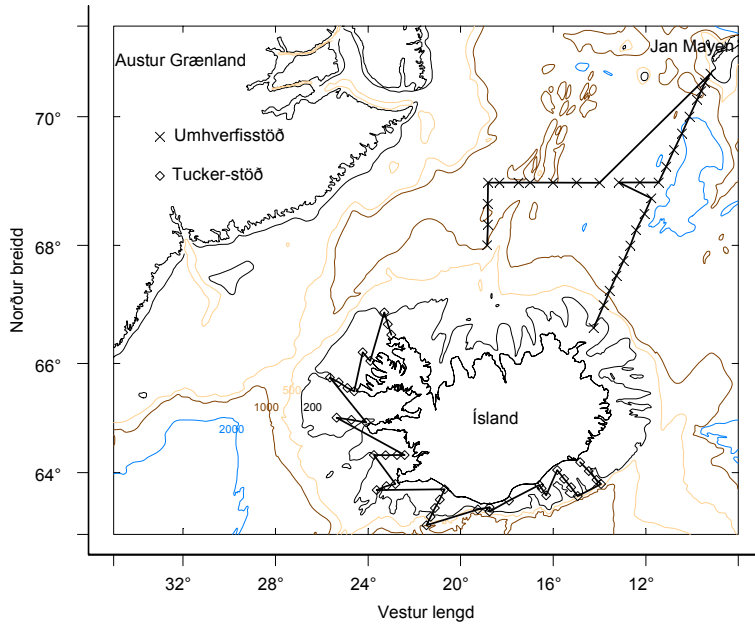 Austur Grænland
Jan Mayen
Umhverfisstöð
Tucker-stöð
Ísland
500
1000
200
2000
70°
68°
66°
64°
Norður breidd
32°
28°
24°
20°
16°
12°
Vestur lengd